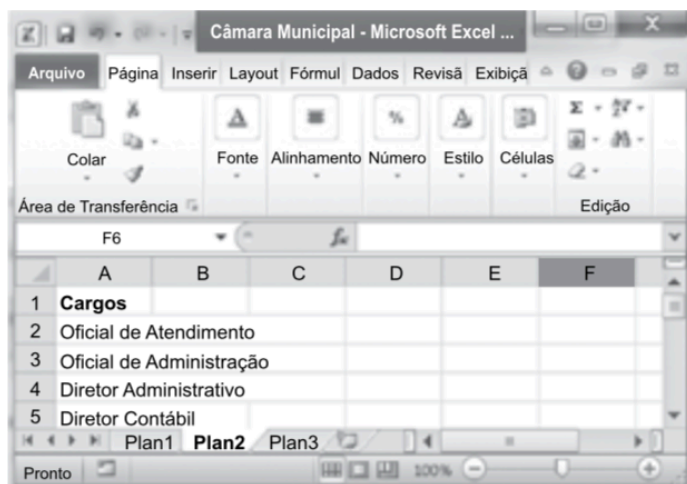 Câmara Municipal - Microsoft Excel ...
Arquivo Página Inserir Layout Fórmul Dados Revisã Exibiçã
Colar Fonte Alinhamento Número Estilo Células
Área de Transferência Edição
F6 fx
A B C D E F
1 Cargos
2 Oficial de Atendimento
3 Oficial de Administração
4 Diretor Administrativo
5 Diretor Contábil
Plan1 Plan2 Plan3
Pronto 100%